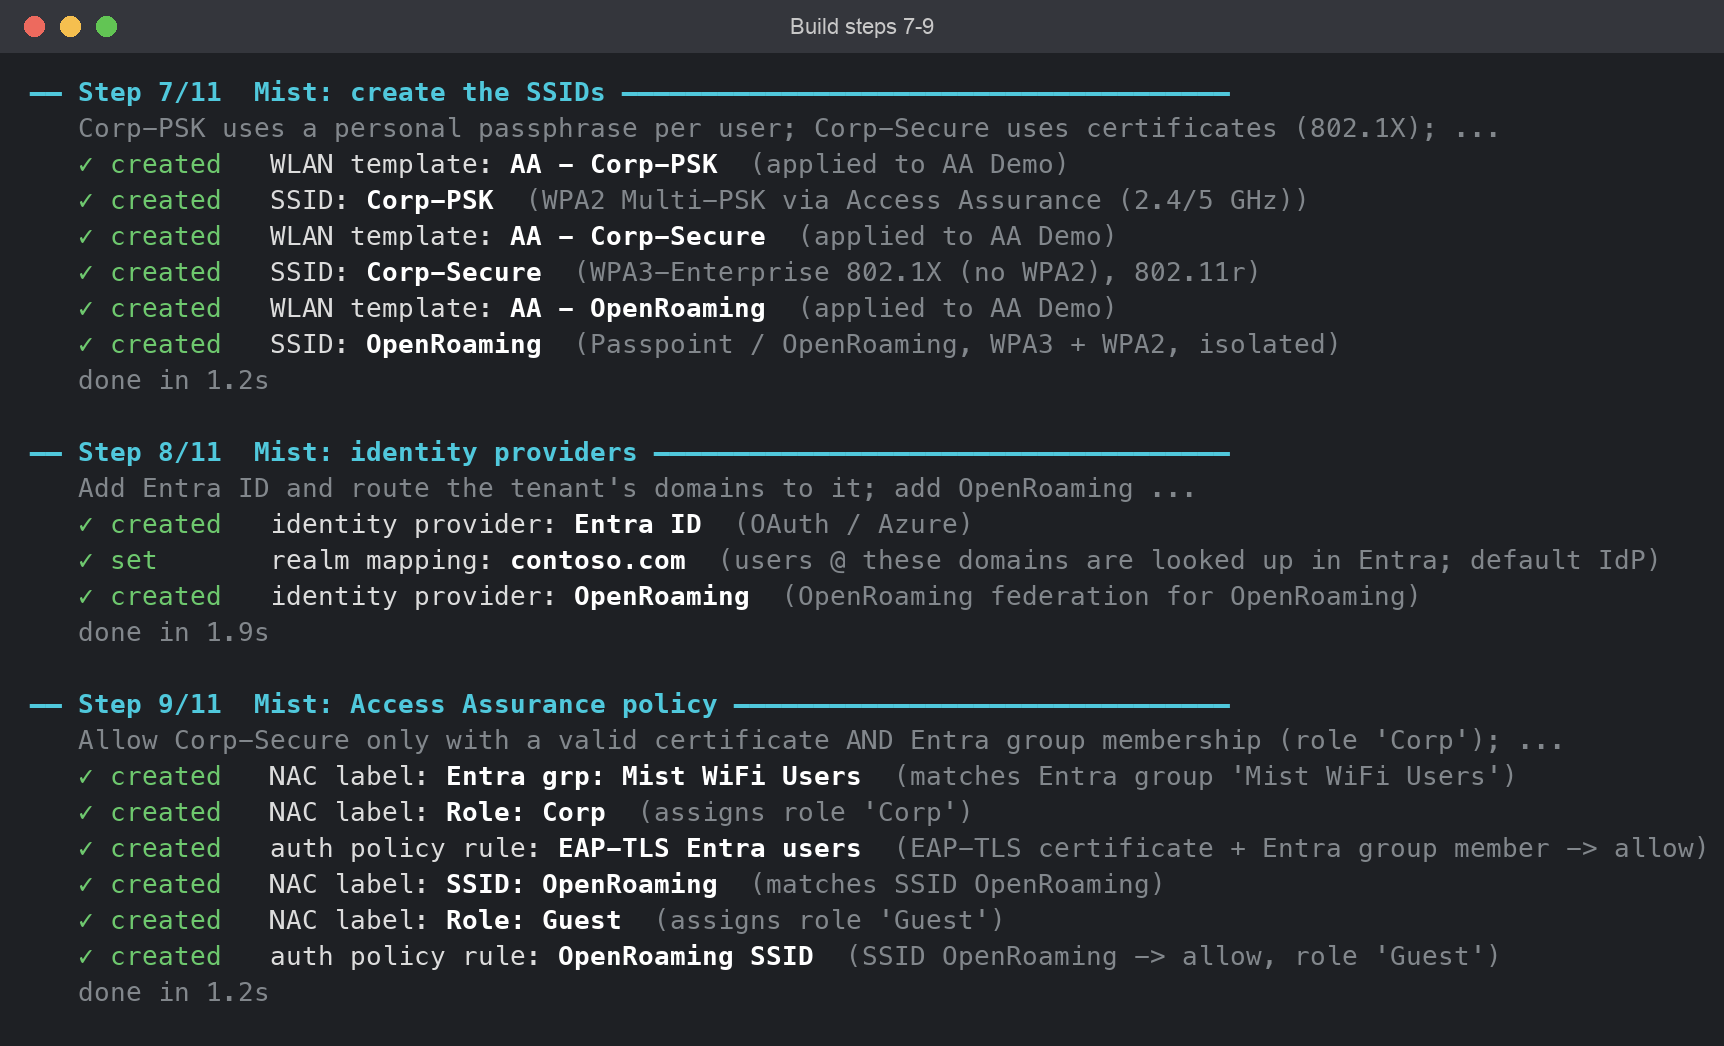 Build steps 7-9
── Step 7/11  Mist: create the SSIDs ──────────────────────────────────────
Corp-PSK uses a personal passphrase per user; Corp-Secure uses certificates (802.1X); ...
✓ created   WLAN template: AA - Corp-PSK  (applied to AA Demo)
✓ created   SSID: Corp-PSK  (WPA2 Multi-PSK via Access Assurance (2.4/5 GHz))
✓ created   WLAN template: AA - Corp-Secure  (applied to AA Demo)
✓ created   SSID: Corp-Secure  (WPA3-Enterprise 802.1X (no WPA2), 802.11r)
✓ created   WLAN template: AA - OpenRoaming  (applied to AA Demo)
✓ created   SSID: OpenRoaming  (Passpoint / OpenRoaming, WPA3 + WPA2, isolated)
done in 1.2s
── Step 8/11  Mist: identity providers ────────────────────────────────────
Add Entra ID and route the tenant's domains to it; add OpenRoaming ...
✓ created   identity provider: Entra ID  (OAuth / Azure)
✓ set       realm mapping: contoso.com  (users @ these domains are looked up in Entra; default IdP)
✓ created   identity provider: OpenRoaming  (OpenRoaming federation for OpenRoaming)
done in 1.9s
── Step 9/11  Mist: Access Assurance policy ───────────────────────────────
Allow Corp-Secure only with a valid certificate AND Entra group membership (role 'Corp'); ...
✓ created   NAC label: Entra grp: Mist WiFi Users  (matches Entra group 'Mist WiFi Users')
✓ created   NAC label: Role: Corp  (assigns role 'Corp')
✓ created   auth policy rule: EAP-TLS Entra users  (EAP-TLS certificate + Entra group member -> allow)
✓ created   NAC label: SSID: OpenRoaming  (matches SSID OpenRoaming)
✓ created   NAC label: Role: Guest  (assigns role 'Guest')
✓ created   auth policy rule: OpenRoaming SSID  (SSID OpenRoaming -> allow, role 'Guest')
done in 1.2s